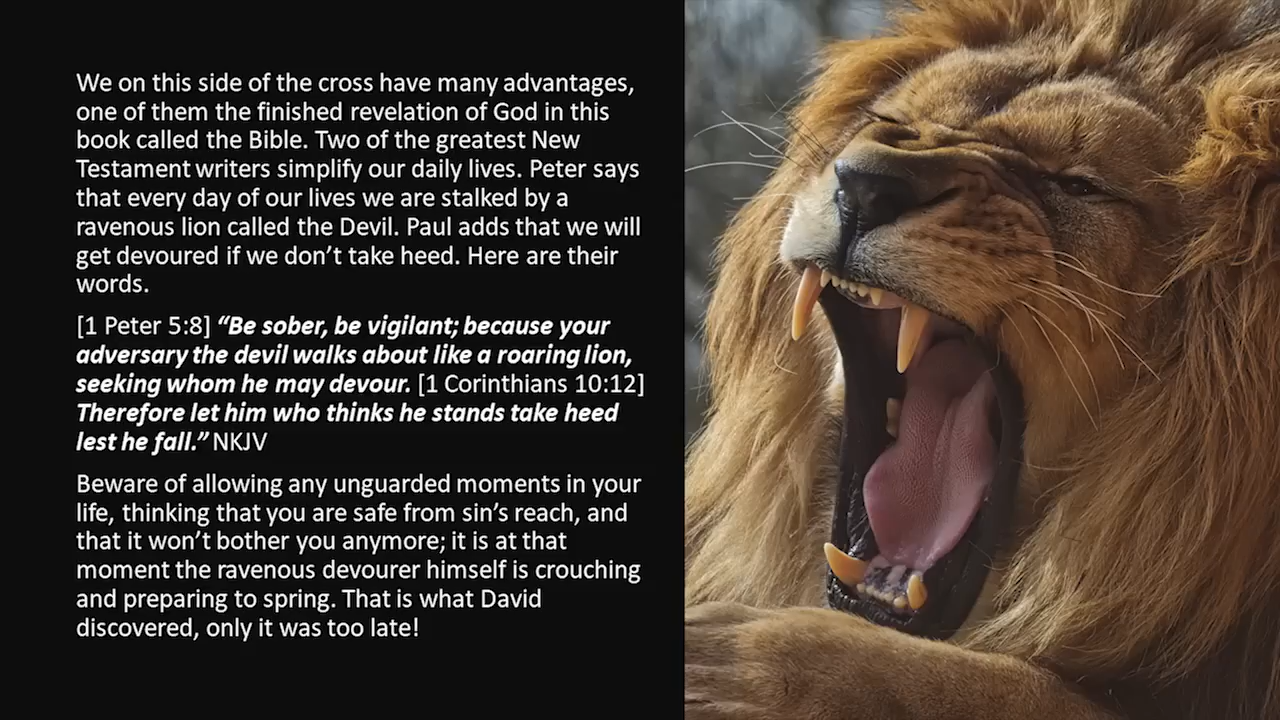 We on this side of the cross have many advantages,
one of them the finished revelation of God in this
book called the Bible. Two of the greatest New
Testament writers simplify our daily lives. Peter says
that every day of our lives we are stalked by a
ravenous lion called the Devil. Paul adds that we will
get devoured if we don’t take heed. Here are their
words.
[1 Peter 5:8] “Be sober, be vigilant; because your
adversary the devil walks about like a roaring lion,
seeking whom he may devour. [1 Corinthians 10:12]
Therefore let him who thinks he stands take heed
lest he fall.” NKJV
Beware of allowing any unguarded moments in your
life, thinking that you are safe from sin’s reach, and
that it won’t bother you anymore; it is at that
moment the ravenous devourer himself is crouching
and preparing to spring. That is what David
discovered, only it was too late!